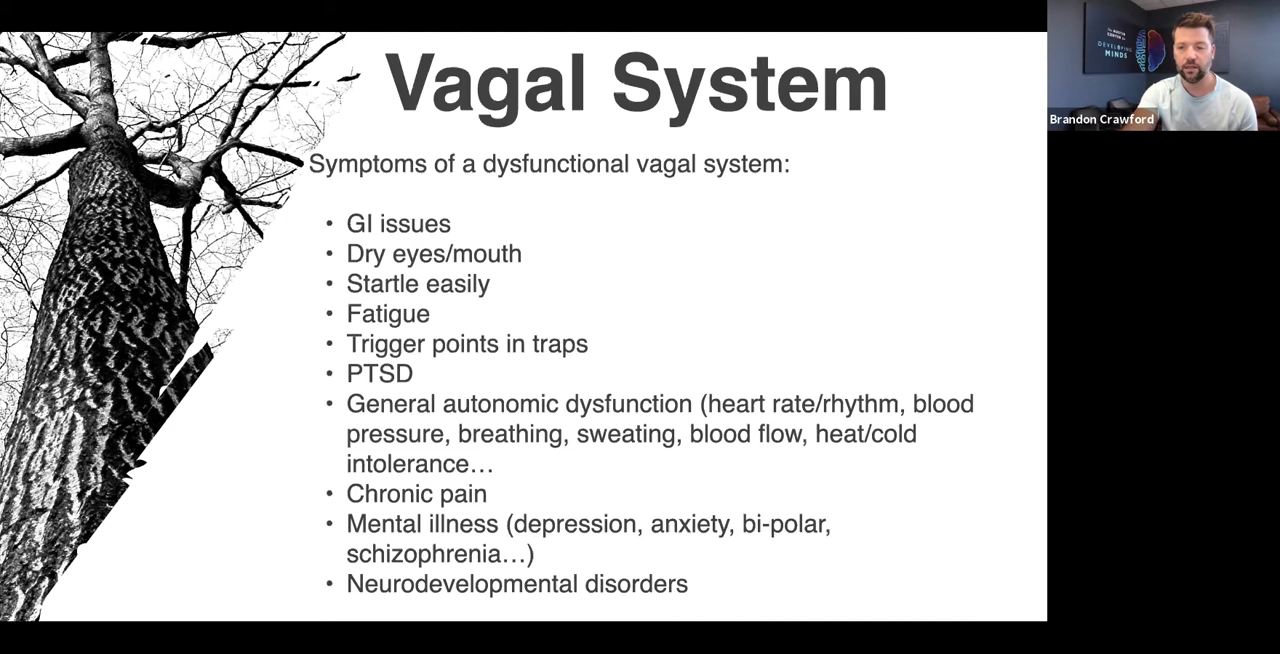 Vagal System
Symptoms of a dysfunctional vagal system:
• GI issues
• Dry eyes/mouth
• Startle easily
• Fatigue
• Trigger points in traps
• PTSD
• General autonomic dysfunction (heart rate/rhythm, blood
pressure, breathing, sweating, blood flow, heat/cold
intolerance…
• Chronic pain
• Mental illness (depression, anxiety, bi-polar,
schizophrenia…)
• Neurodevelopmental disorders
DEVELOPING
MINDS
Brandon Crawford